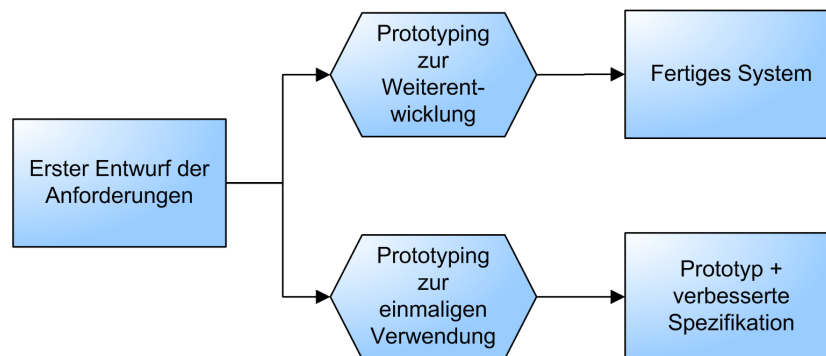 Erster Entwurf der
Anforderungen
Prototyping
zur
Weiterent-
wicklung
Fertiges System
Prototyping
zur
einmaligen
Verwendung
Prototyp +
verbesserte
Spezifikation